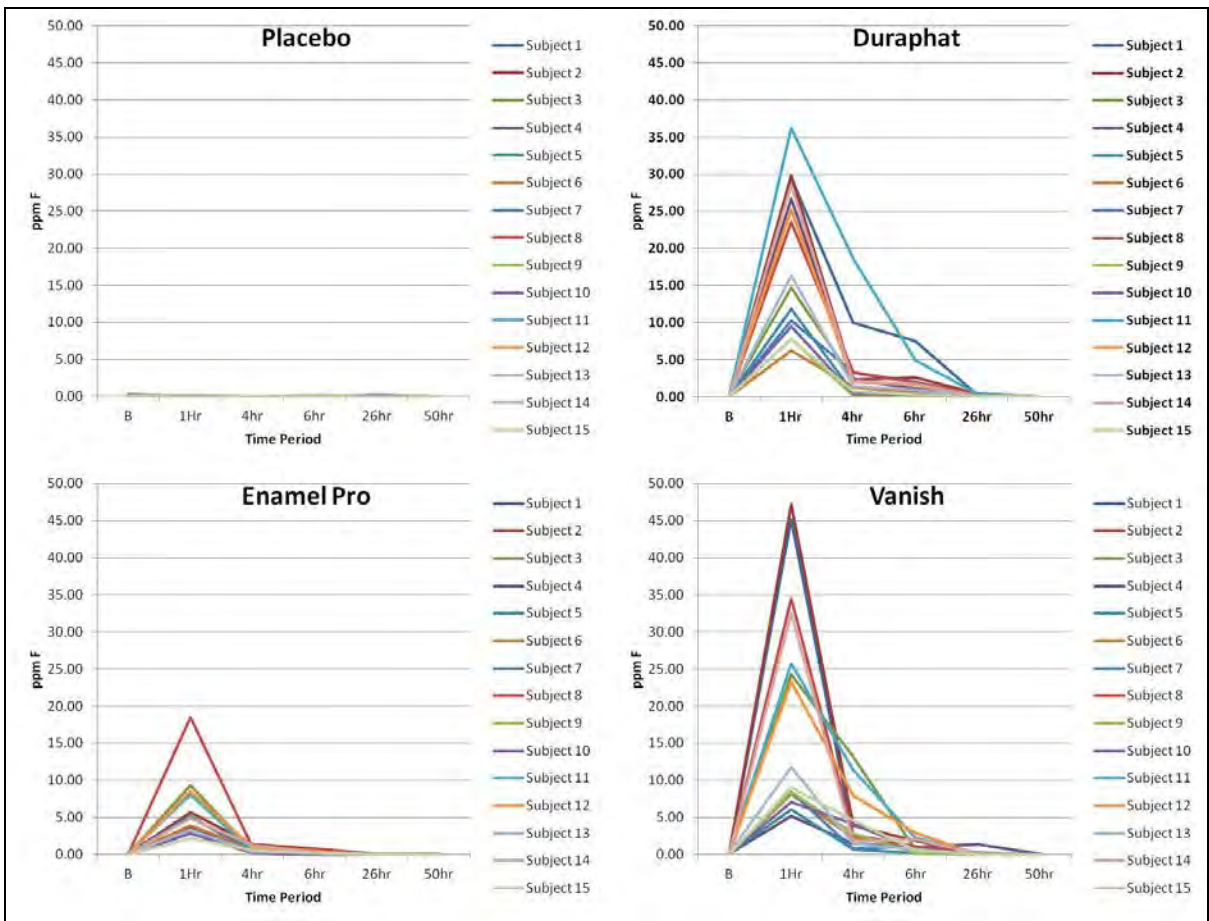 Placebo
50.00
45.00
40.00
35.00
30.00
25.00
20.00
15.00
10.00
5.00
0.00
ppm F
B 1Hr 4hr 6hr 26hr 50hr
Time Period
Subject 1
Subject 2
Subject 3
Subject 4
Subject 5
Subject 6
Subject 7
Subject 8
Subject 9
Subject 10
Subject 11
Subject 12
Subject 13
Subject 14
Subject 15
Duraphat
50.00
45.00
40.00
35.00
30.00
25.00
20.00
15.00
10.00
5.00
0.00
ppm F
B 1Hr 4hr 6hr 26hr 50hr
Time Period
Subject 1
Subject 2
Subject 3
Subject 4
Subject 5
Subject 6
Subject 7
Subject 8
Subject 9
Subject 10
Subject 11
Subject 12
Subject 13
Subject 14
Subject 15
Enamel Pro
50.00
45.00
40.00
35.00
30.00
25.00
20.00
15.00
10.00
5.00
0.00
ppm F
B 1Hr 4hr 6hr 26hr 50hr
Time Period
Subject 1
Subject 2
Subject 3
Subject 4
Subject 5
Subject 6
Subject 7
Subject 8
Subject 9
Subject 10
Subject 11
Subject 12
Subject 13
Subject 14
Subject 15
Vanish
50.00
45.00
40.00
35.00
30.00
25.00
20.00
15.00
10.00
5.00
0.00
ppm F
B 1Hr 4hr 6hr 26hr 50hr
Time Period
Subject 1
Subject 2
Subject 3
Subject 4
Subject 5
Subject 6
Subject 7
Subject 8
Subject 9
Subject 10
Subject 11
Subject 12
Subject 13
Subject 14
Subject 15